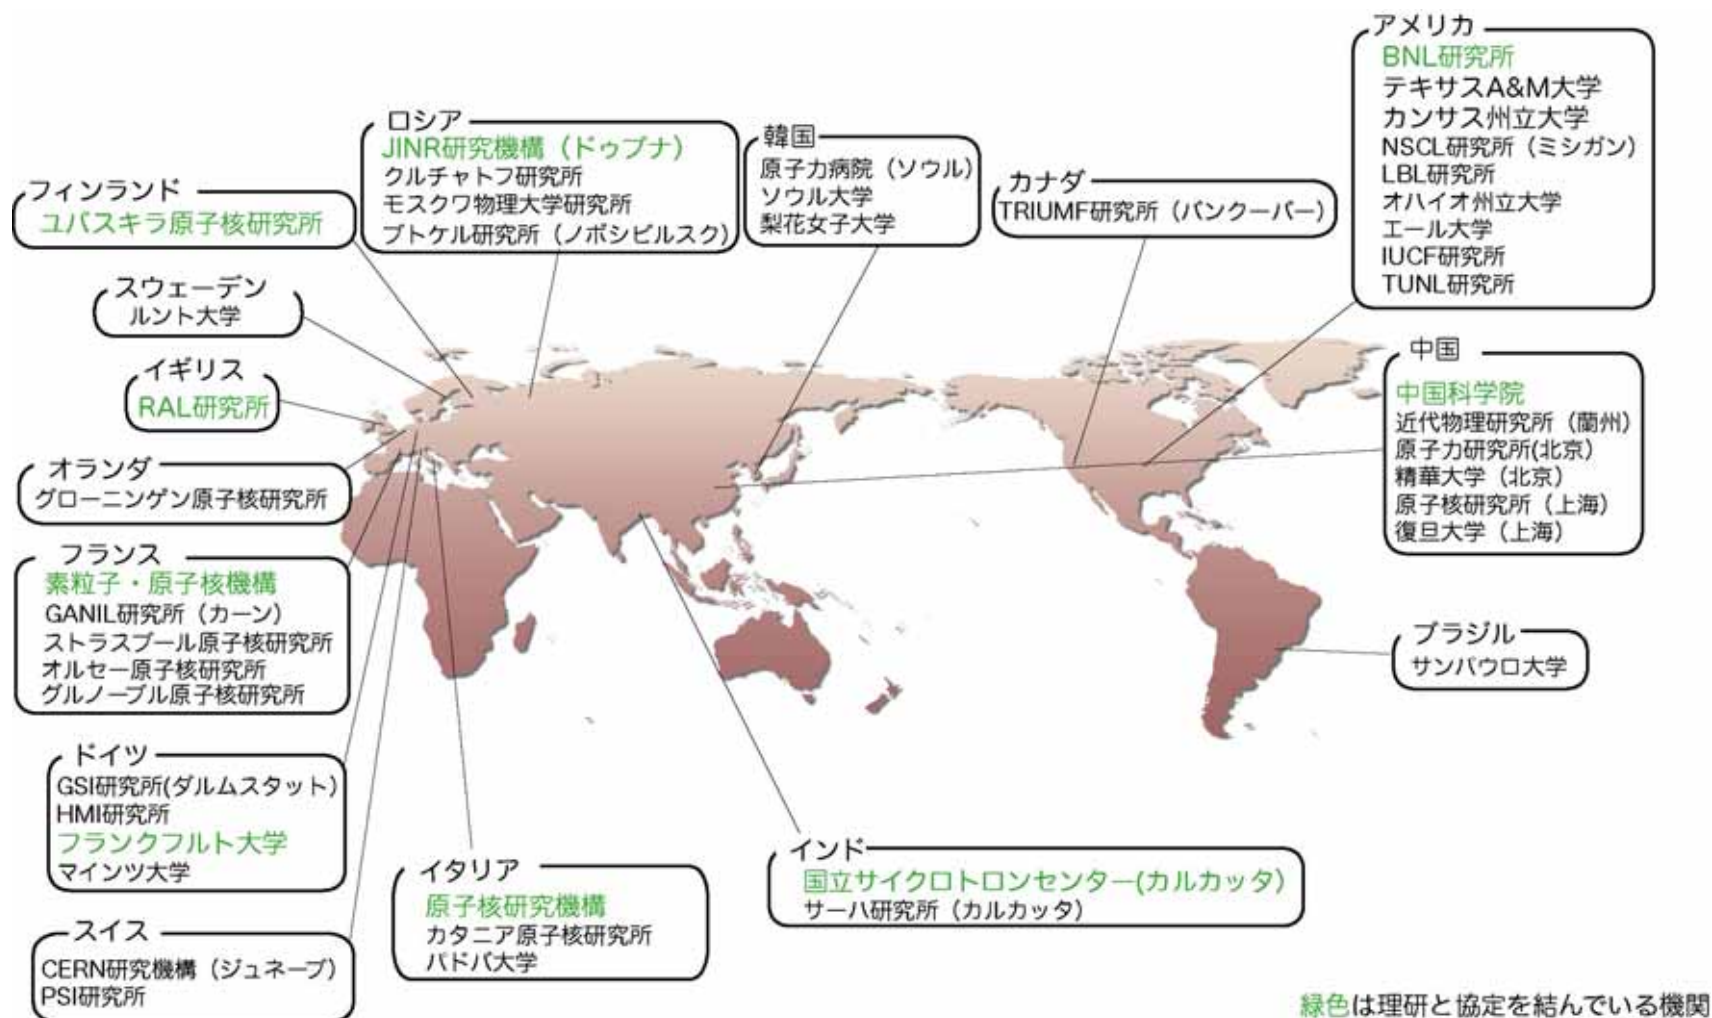 アメリカ
BNL研究所
テキサスA&M大学
カンサス州立大学
NSCL研究所（ミシガン）
LBL研究所
オハイオ州立大学
エール大学
IUCF研究所
TUNL研究所
ロシア
JINR研究機構（ドゥブナ）
クルチャトフ研究所
モスクワ物理大学研究所
ブトケル研究所（ノボシビルスク）
韓国
原子力病院（ソウル）
ソウル大学
梨花女子大学
カナダ
TRIUMF研究所（バンクーバー）
フィンランド
ユバスキラ原子核研究所
スウェーデン
ルント大学
イギリス
RAL研究所
オランダ
グローニンゲン原子核研究所
フランス
素粒子・原子核機構
GANIL研究所（カーン）
ストラスブール原子核研究所
オルセー原子核研究所
グルノーブル原子核研究所
ドイツ
GSI研究所(ダルムスタット）
HMI研究所
フランクフルト大学
マインツ大学
スイス
CERN研究機構（ジュネーブ）
PSI研究所
イタリア
原子核研究機構
カタニア原子核研究所
パドバ大学
インド
国立サイクロトロンセンター(カルカッタ）
サーハ研究所（カルカッタ）
中国
中国科学院
近代物理研究所（蘭州）
原子力研究所(北京）
精華大学（北京）
原子核研究所（上海）
復旦大学（上海）
ブラジル
サンパウロ大学
緑色は理研と協定を結んでいる機関